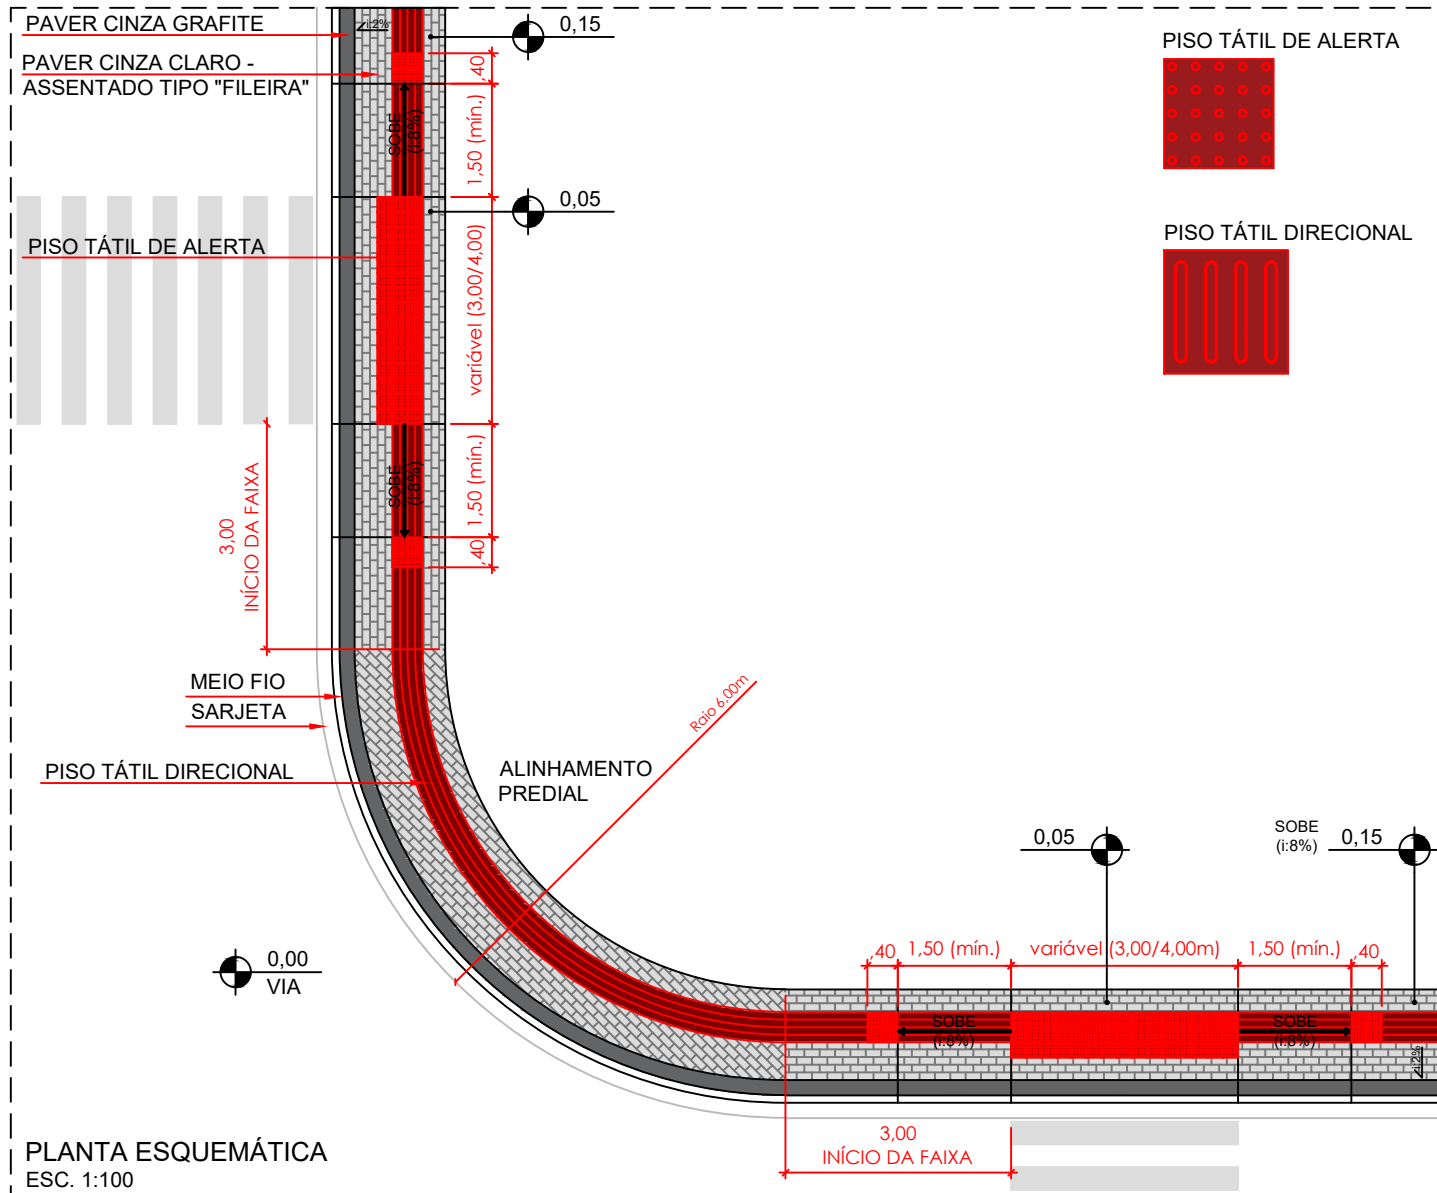 PAVER CINZA GRAFITE
PAVER CINZA CLARO -
ASSENTADO TIPO "FILEIRA"
i:2%
0,15
,40
SOBE
(i:8%)
1,50 (mín.)
0,05
PISO TÁTIL DE ALERTA
variável (3,00/4,00)
SOBE
(i:8%)
1,50 (mín.)
,40
3,00
INÍCIO DA FAIXA
PISO TÁTIL DE ALERTA
PISO TÁTIL DIRECIONAL
MEIO FIO
SARJETA
Raio 6,00m
PISO TÁTIL DIRECIONAL
ALINHAMENTO
PREDIAL
0,00
VIA
0,05
SOBE
(i:8%)
0,15
,40
1,50 (mín.)
variável (3,00/4,00m)
1,50 (mín.)
,40
SOBE
(i:8%)
SOBE
(i:8%)
i:2%
3,00
INÍCIO DA FAIXA
PLANTA ESQUEMÁTICA
ESC. 1:100